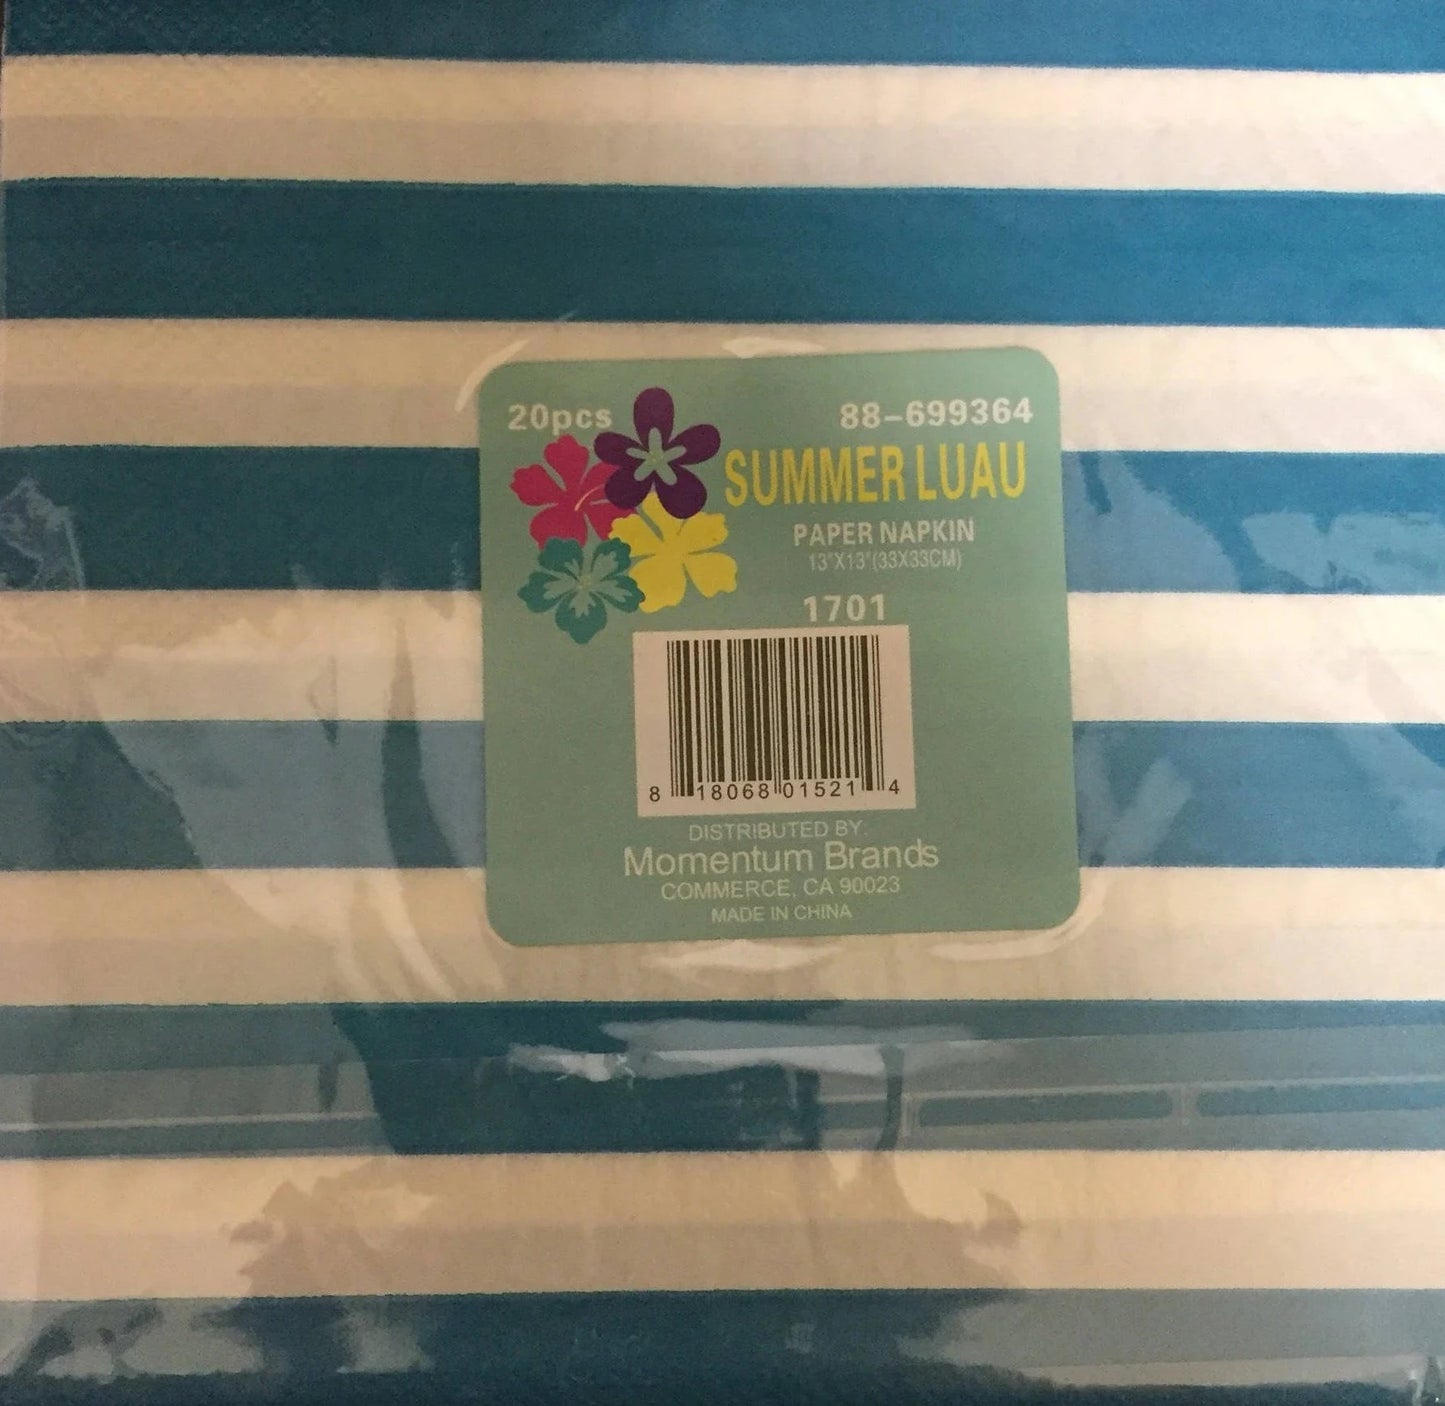 20pcs
88-699364
SUMMER LUAU
PAPER NAPKIN
13"X13"(33X33CM)
1701
8 18068 01521 4
DISTRIBUTED BY:
Momentum Brands
COMMERCE, CA 90023
MADE IN CHINA